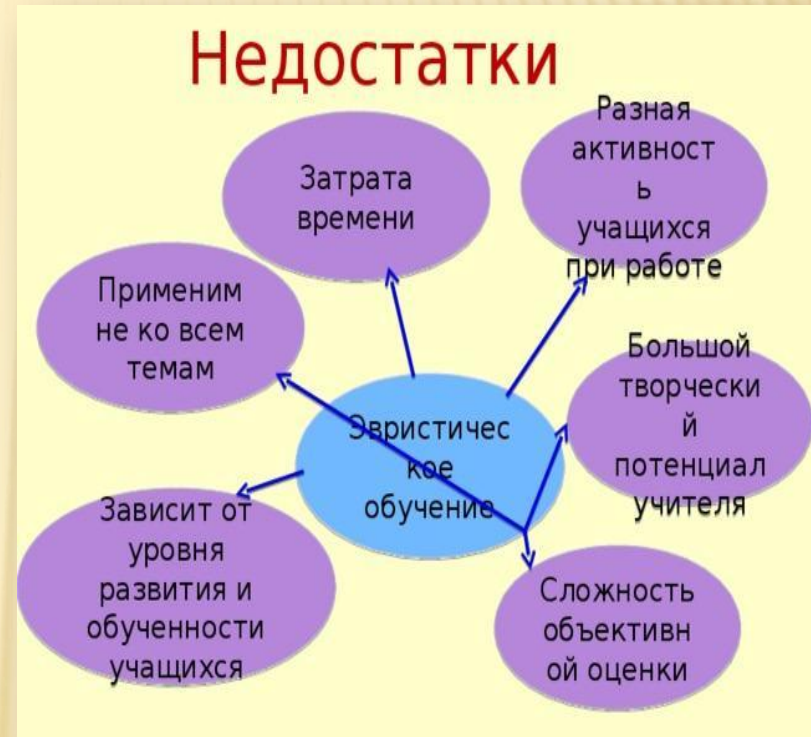 Недостатки
Затрата
времени
Разная
активност
ь
учащихся
при работе
Применим
не ко всем
темам
Большой
творчески
й
потенциал
учителя
Эвристичес
кое
обучение
Зависит от
уровня
развития и
обученности
учащихся
Сложность
объективн
ой оценки